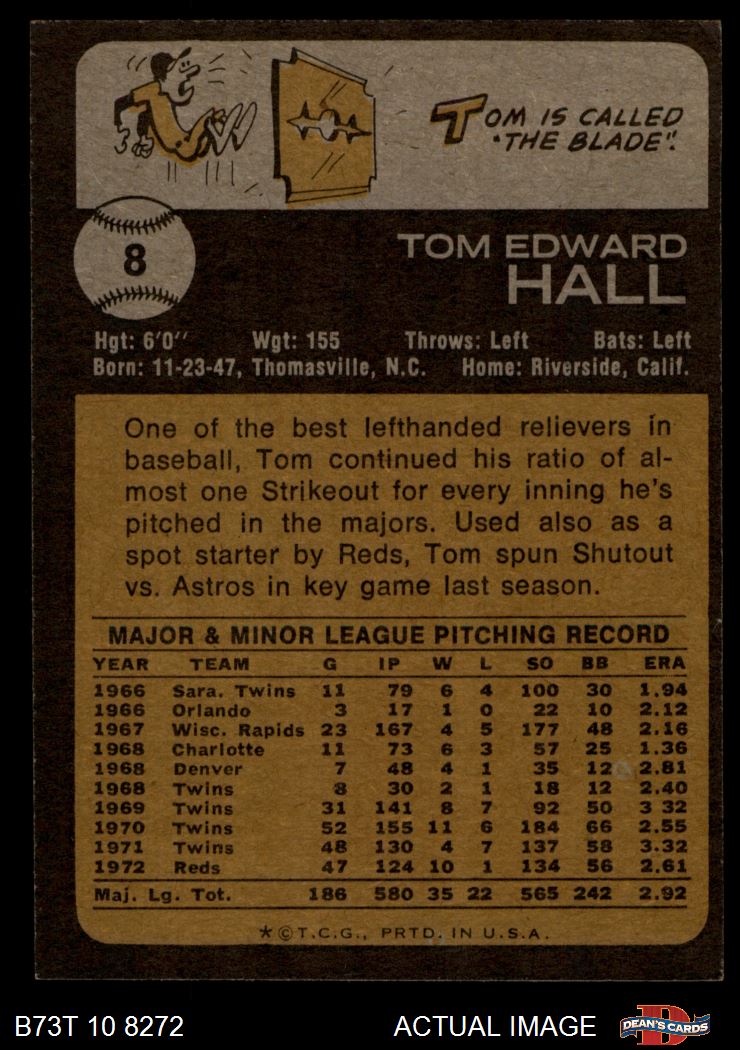 TOM IS CALLED
"THE BLADE".
8
TOM EDWARD
HALL
Hgt: 6'0" Wgt: 155 Throws: Left Bats: Left
Born: 11-23-47, Thomasville, N.C. Home: Riverside, Calif.
One of the best lefthanded relievers in
baseball, Tom continued his ratio of al-
most one Strikeout for every inning he's
pitched in the majors. Used also as a
spot starter by Reds, Tom spun Shutout
vs. Astros in key game last season.
MAJOR & MINOR LEAGUE PITCHING RECORD
YEAR TEAM G IP W L SO BB ERA
1966 Sara. Twins 11 79 6 4 100 30 1.94
1966 Orlando 3 17 1 0 22 10 2.12
1967 Wisc. Rapids 23 167 4 5 177 48 2.16
1968 Charlotte 11 73 6 3 57 25 1.36
1968 Denver 7 48 4 1 35 12 2.81
1968 Twins 8 30 2 1 18 12 2.40
1969 Twins 31 141 8 7 92 50 3 32
1970 Twins 52 155 11 6 184 66 2.55
1971 Twins 48 130 4 7 137 58 3.32
1972 Reds 47 124 10 1 134 56 2.61
Maj. Lg. Tot. 186 580 35 22 565 242 2.92
*©T.C.G., PRTD. IN U.S.A.
B73T 10 8272 ACTUAL IMAGE D DEAN'S CARDS